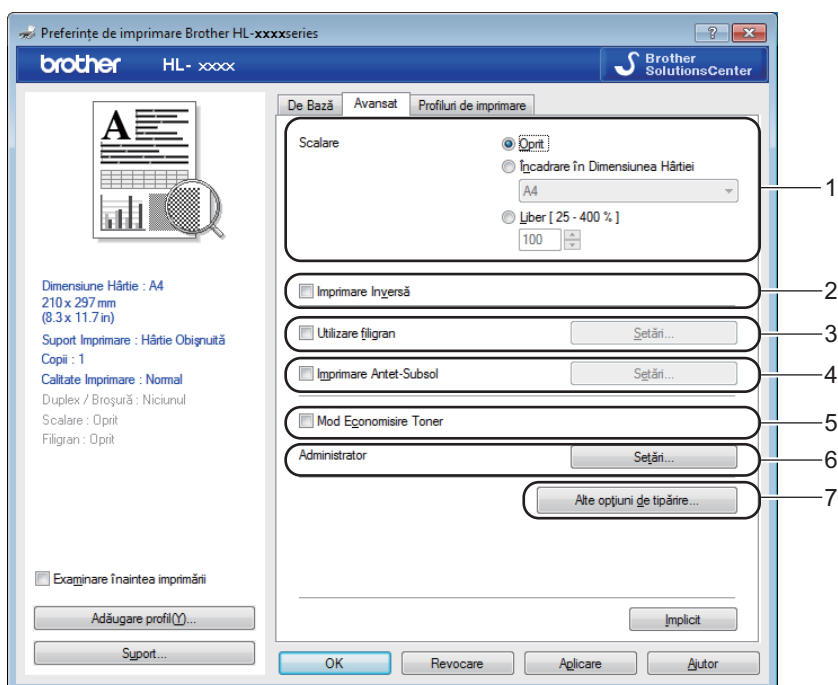 Preferințe de imprimare Brother HL-xxxxseries
brother HL- xxxx
Brother
SolutionsCenter
De Bază Avansat Profiluri de imprimare
Scalare
Oprit
Încadrare în Dimensiunea Hârtiei
A4
Liber [ 25 - 400 % ]
100
1
Imprimare Inversă
2
Utilizare filigran Setări...
3
Imprimare Antet-Subsol Setări...
4
Mod Economisire Toner
5
Administrator Setări...
6
Alte opțiuni de tipărire...
7
A
Dimensiune Hârtie : A4
210 x 297 mm
(8.3 x 11.7 in)
Suport Imprimare : Hârtie Obișnuită
Copii : 1
Calitate Imprimare : Normal
Duplex / Broșură : Niciunul
Scalare : Oprit
Filigran : Oprit
Examinare înaintea imprimării
Adăugare profil(Y)...
Suport...
Implicit
OK Revocare Aplicare Ajutor